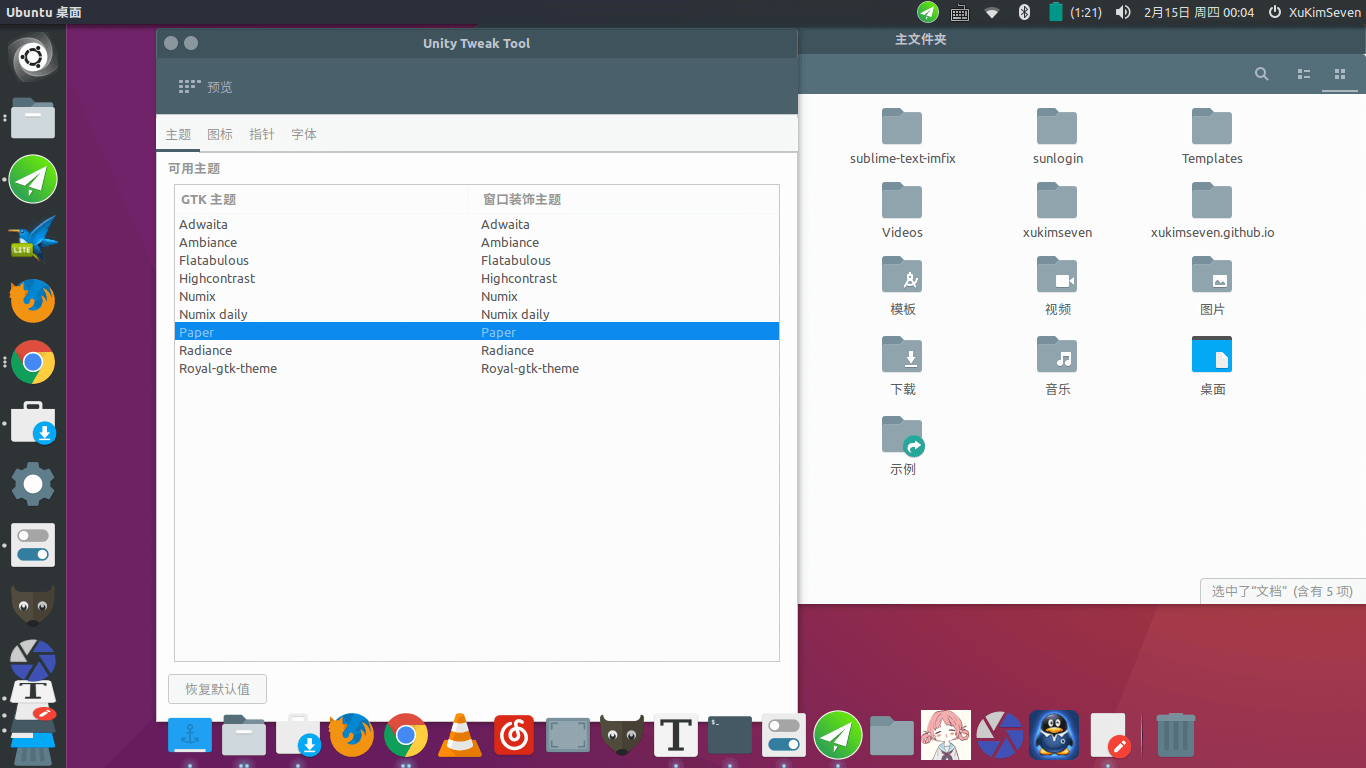 Ubuntu 桌面
(1:21)
2月15日 周四 00:04
XuKimSeven
Unity Tweak Tool
预览
主题 图标 指针 字体
可用主题
GTK 主题 窗口装饰主题
Adwaita Adwaita
Ambiance Ambiance
Flatabulous Flatabulous
Highcontrast Highcontrast
Numix Numix
Numix daily Numix daily
Paper Paper
Radiance Radiance
Royal-gtk-theme Royal-gtk-theme
恢复默认值
主文件夹
sublime-text-imfix sunlogin Templates
Videos xukimseven xukimseven.github.io
模板 视频 图片
下载 音乐 桌面
示例
选中了“文档” (含有 5 项)
LITE
T
T
$_